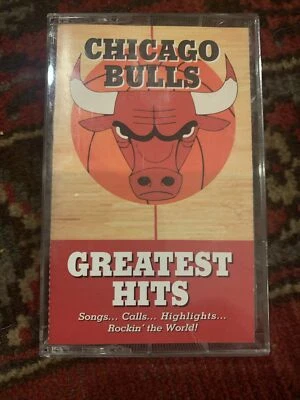 CHICAGO
BULLS
GREATEST
HITS
Songs... Calls... Highlights...
Rockin' the World!